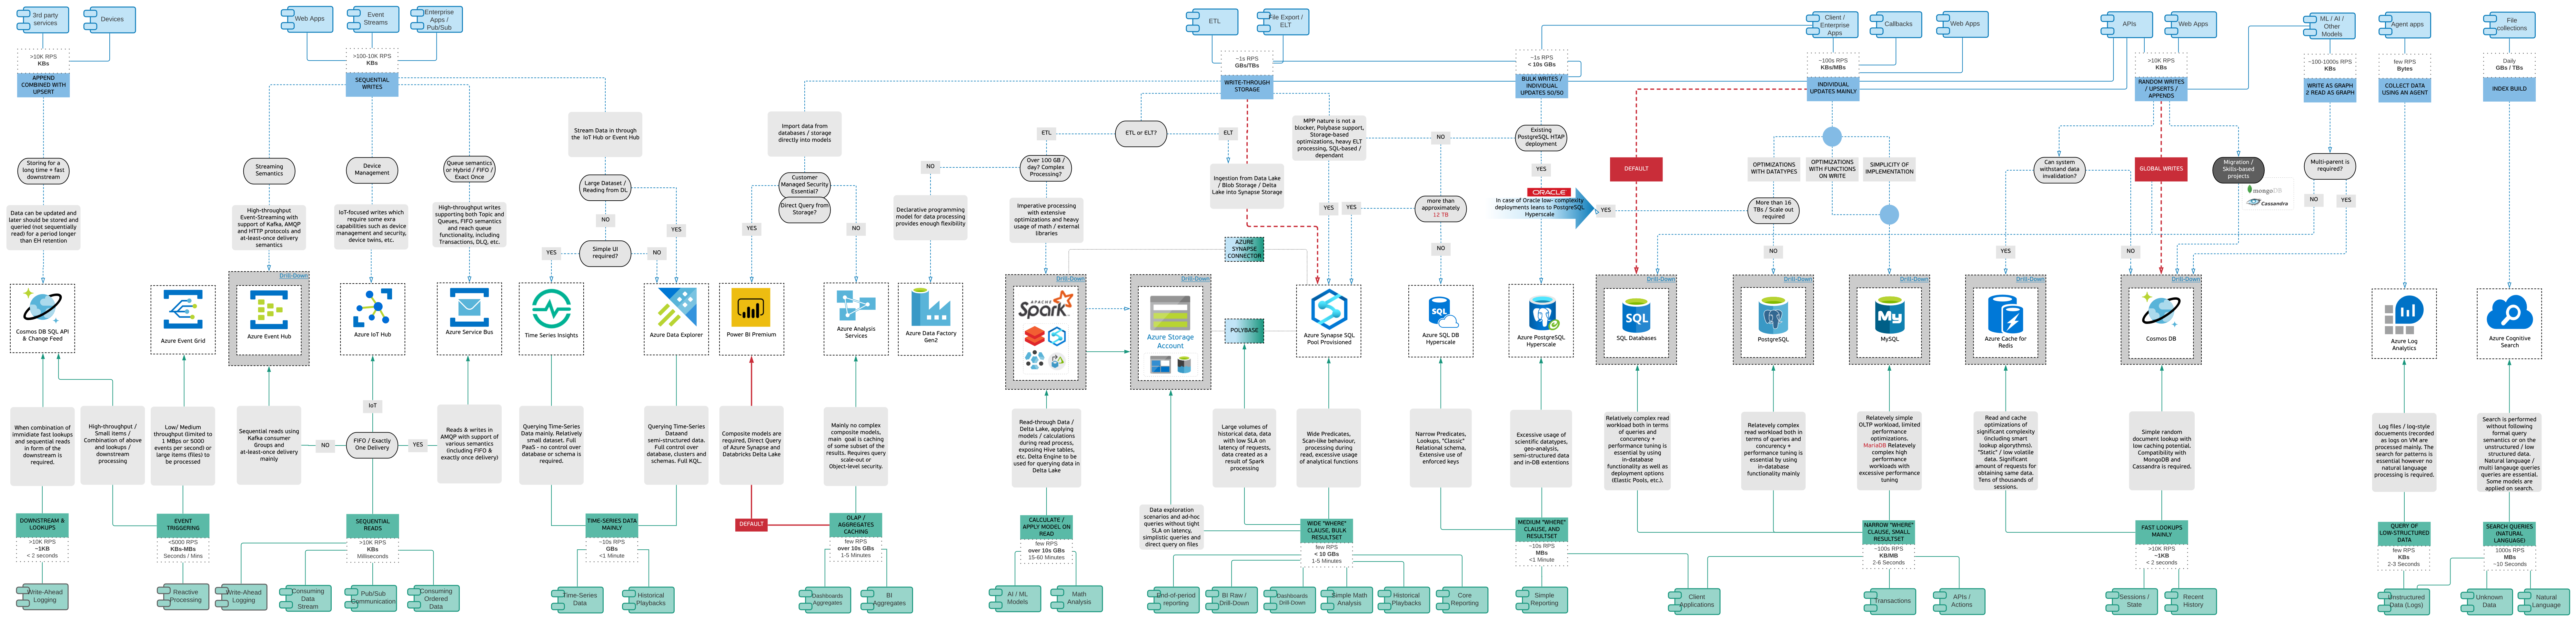 3rd party
services
Devices
Web Apps
Event
Streams
Enterprise
Apps /
Pub/Sub
ETL
File Export /
ELT
Client /
Enterprise
Apps
Callbacks
Web Apps
APIs
Web Apps
ML / AI /
Other
Models
Agent apps
File
collections
>10K RPS
KBs
APPEND
COMBINED WITH
UPSERT
>100-10K RPS
KBs
SEQUENTIAL
WRITES
~1s RPS
GBs/TBs
WRITE-THROUGH
STORAGE
~1s RPS
< 10s GBs
BULK WRITES /
INDIVIDUAL
UPDATES 50/50
~100s RPS
KBs/MBs
INDIVIDUAL
UPDATES MAINLY
>10K RPS
KBs
RANDOM WRITES
/ UPSERTS /
APPENDS
~100-1000s RPS
KBs
WRITE AS GRAPH
2 READ AS GRAPH
few RPS
Bytes
COLLECT DATA
USING AN AGENT
Daily
GBs / TBs
INDEX BUILD
Storing for a
long time + fast
downstream
Data can be updated and
later should be stored and
queried (not sequentially
read) for a period longer
than EH retention
Streaming
Semantics
High-throughput
Event-Streaming with
support of Kafka, AMQP
and HTTP protocols and
at-least-once delivery
semantics
Device
Management
IoT-focused writes which
require some exra
capabilities such as device
management and security,
device twins, etc.
Queue semantics
or Hybrid / FIFO /
Exact Once
High-throughput writes
supporting both Topic and
Queues, FIFO semantics
and reach queue
functionality, including
Transactions, DLQ, etc.
Stream Data in through
the IoT Hub or Event Hub
Large Dataset /
Reading from DL
NO
Simple UI
required?
YES
NO
YES
Import data from
databases / storage
directly into models
Customer
Managed Security
Essential?
Direct Query from
Storage?
YES
NO
ETL or ELT?
ETL
ELT
Over 100 GB /
day? Complex
Processing?
NO
Declarative programming
model for data processing
provides enough flexibility
Imperative processing
with extensive
optimizations and heavy
usage of math / external
libraries
Ingestion from Data Lake
/ Blob Storage / Delta
Lake into Synapse Storage
MPP nature is not a
blocker, Polybase support,
Storage-based
optimizations, heavy ELT
processing, SQL-based /
dependant
YES
YES
NO
more than
approximately
12 TB
NO
Existing
PostgreSQL HTAP
deployment
YES
ORACLE
In case of Oracle low- complexity
deployments leans to PostgreSQL
Hyperscale
YES
DEFAULT
OPTIMIZATIONS
WITH DATATYPES
OPTIMIZATIONS
WITH FUNCTIONS
ON WRITE
SIMPLICITY OF
IMPLEMENTATION
More than 16
TBs / Scale out
required
NO
Can system
withstand data
invalidation?
YES
NO
GLOBAL WRITES
Migration /
Skills-based
projects
mongoDB
Cassandra
Multi-parent is
required?
NO
YES
AZURE
SYNAPSE
CONNECTOR
POLYBASE
Cosmos DB SQL API
& Change Feed
Azure Event Grid
Drill-Down
Azure Event Hub
Azure IoT Hub
Azure Service Bus
Time Series Insights
Azure Data Explorer
Power BI Premium
Azure Analysis
Services
Azure Data Factory
Gen2
Drill-Down
APACHE
Spark
Drill-Down
Azure Storage
Account
Azure Synapse SQL
Pool Provisioned
Azure SQL DB
Hyperscale
Azure PostgreSQL
Hyperscale
Drill-Down
SQL
SQL Databases
Drill-Down
PostgreSQL
Drill-Down
My
MySQL
Drill-Down
Azure Cache for
Redis
Drill-Down
Cosmos DB
Azure Log
Analytics
Azure Cognitive
Search
When combination of
immediate fast lookups
and sequential reads
in form of the
downstream is
required.
High-throughput /
Small items /
Combination of above
and lookups /
downstream
processing
Low/ Medium
throughput (limited to
1 MBps or 5000
events per second) or
large items (files) to
be processed
Sequential reads using
Kafka consumer
Groups and
at-least-once delivery
mainly
IoT
NO
FIFO / Exactly
One Delivery
YES
Reads & writes in
AMQP with support of
various semantics
(including FIFO &
exactly once delivery)
Querying Time-Series
Data mainly. Relatively
small dataset. Full
PaaS - no control over
database or schema is
required.
Querying Time-Series
Dataand
semi-structured data.
Full control over
database, clusters and
schemas. Full KQL.
Composite models are
required, Direct Query
of Azure Synapse and
Databricks Delta Lake
Mainly no complex
composite models,
main goal is caching
of some subset of the
results. Requires query
scale-out or
Object-level security.
Read-through Data /
Delta Lake, applying
models / calculations
during read process,
exposing Hive tables,
etc. Delta Engine to be
used for querying data in
Delta Lake
Data exploration
scenarios and ad-hoc
queries without tight
SLA on latency,
simplistic queries and
direct query on files
Large volumes of
historical data, data
with low SLA on
latency of requests,
data created as a
result of Spark
processing
Wide Predicates,
Scan-like behaviour,
processing during
read, excessive usage
of analytical functions
Narrow Predicates,
Lookups, "Classic"
Relational schema,
Extensive use of
enforced keys
Excessive usage of
scientific datatypes,
geo-analysis,
semi-structured data
and in-DB extentions
Relatively complex read
workload both in terms
of queries and
concurrency +
performance tuning is
essential by using
in-database
functionality as well as
deployment options
(Elastic Pools, etc.).
Relatively complex
read workload both in
terms of queries and
concurrency +
performance tuning is
essential by using
in-database
functionality mainly
Relatevely simple
OLTP workload, limited
performance
optimizations.
MariaDB Relatively
complex high
performance
workloads with
excessive performance
tuning
Read and cache
optimizations of
significant complexity
(including smart
lookup algorythms).
"Static" / low volatile
data. Significant
amount of requests for
obtaining same data.
Tens of thousands of
sessions.
Simple random
document lookup with
low caching potential.
Compatibility with
MongoDB and
Cassandra is required.
Log files / log-style
documents (recorded
as logs on VM are
processed mainly. The
search for patterns is
essential however no
natural language
processing is required.
Search is performed
without following
formal query
semantics or on the
unstructured / low
structured data.
Natural language /
multi langauge queries
queries are essential.
Some models are
applied on search.
DOWNSTREAM &
LOOKUPS
>10K RPS
~1KB
< 2 seconds
EVENT
TRIGGERING
<5000 RPS
KBs-MBs
Seconds / Mins
SEQUENTIAL
READS
>10K RPS
KBs
Milliseconds
TIME-SERIES DATA
MAINLY
~10s RPS
GBs
<1 Minute
DEFAULT
OLAP /
AGGREGATES
CACHING
few RPS
over 10s GBs
1-5 Minutes
CALCULATE /
APPLY MODEL ON
READ
few RPS
over 10s GBs
15-60 Minutes
WIDE "WHERE"
CLAUSE, BULK
RESULTSET
few RPS
< 10 GBs
1-5 Minutes
MEDIUM "WHERE"
CLAUSE, AND
RESULTSET
~10s RPS
MBs
<1 Minute
NARROW "WHERE"
CLAUSE, SMALL
RESULTSET
~100s RPS
KB/MB
2-6 Seconds
FAST LOOKUPS
MAINLY
>10K RPS
~1KB
< 2 seconds
QUERY OF
LOW-STRUCTURED
DATA
few RPS
KBs
2-3 Seconds
SEARCH QUERIES
(NATURAL
LANGUAGE)
1000s RPS
MBs
~10 Seconds
Write-Ahead
Logging
Reactive
Processing
Write-Ahead
Logging
Consuming
Data
Stream
Pub/Sub
Communication
Consuming
Ordered
Data
Time-Series
Data
Historical
Playbacks
Dashboards
Aggregates
BI
Aggregates
AI / ML
Models
Math
Analysis
End-of-period
reporting
BI Raw /
Drill-Down
Dashboards
Drill-Down
Simple Math
Analysis
Historical
Playbacks
Core
Reporting
Simple
Reporting
Client
Applications
Transactions
APIs /
Actions
Sessions /
State
Recent
History
Unstructured
Data (Logs)
Unknown
Data
Natural
Language